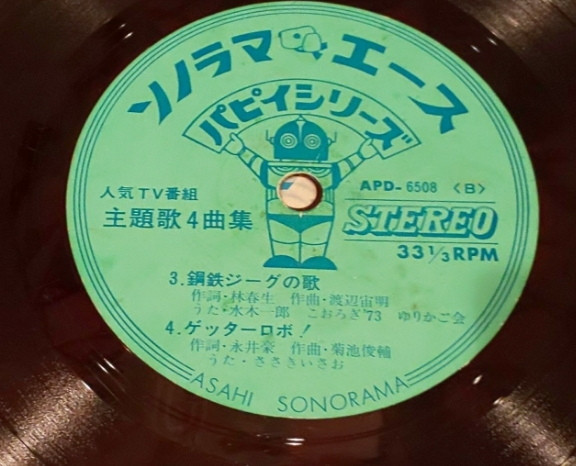 ソノラマエース
パピイシリーズ
人気TV番組
主題歌4曲集
APD-6508 〈B〉
STEREO
33 1/3 RPM
3.鋼鉄ジーグの歌
作詞・林春生 作曲・渡辺宙明
うた・水木一郎 こおろぎ'73 ゆりかご会
4.ゲッターロボ!
作詞・永井豪 作曲・菊池俊輔
うた・ささきいさお
ASAHI SONORAMA